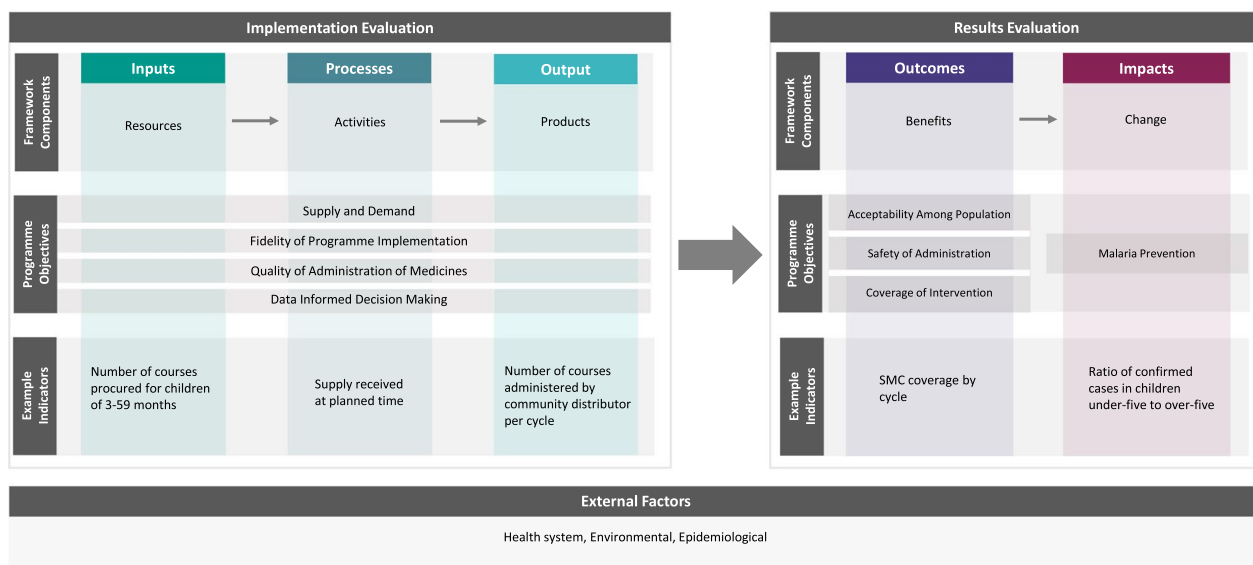 Implementation Evaluation
Framework
Components
Inputs
Processes
Output
Resources
Activities
Products
Programme
Objectives
Supply and Demand
Fidelity of Programme Implementation
Quality of Administration of Medicines
Data Informed Decision Making
Example
Indicators
Number of courses
procured for children
of 3-59 months
Supply received
at planned time
Number of courses
administered by
community distributor
per cycle
Results Evaluation
Framework
Components
Outcomes
Impacts
Benefits
Change
Programme
Objectives
Acceptability Among Population
Safety of Administration
Coverage of Intervention
Malaria Prevention
Example
Indicators
SMC coverage by
cycle
Ratio of confirmed
cases in children
under-five to over-five
External Factors
Health system, Environmental, Epidemiological